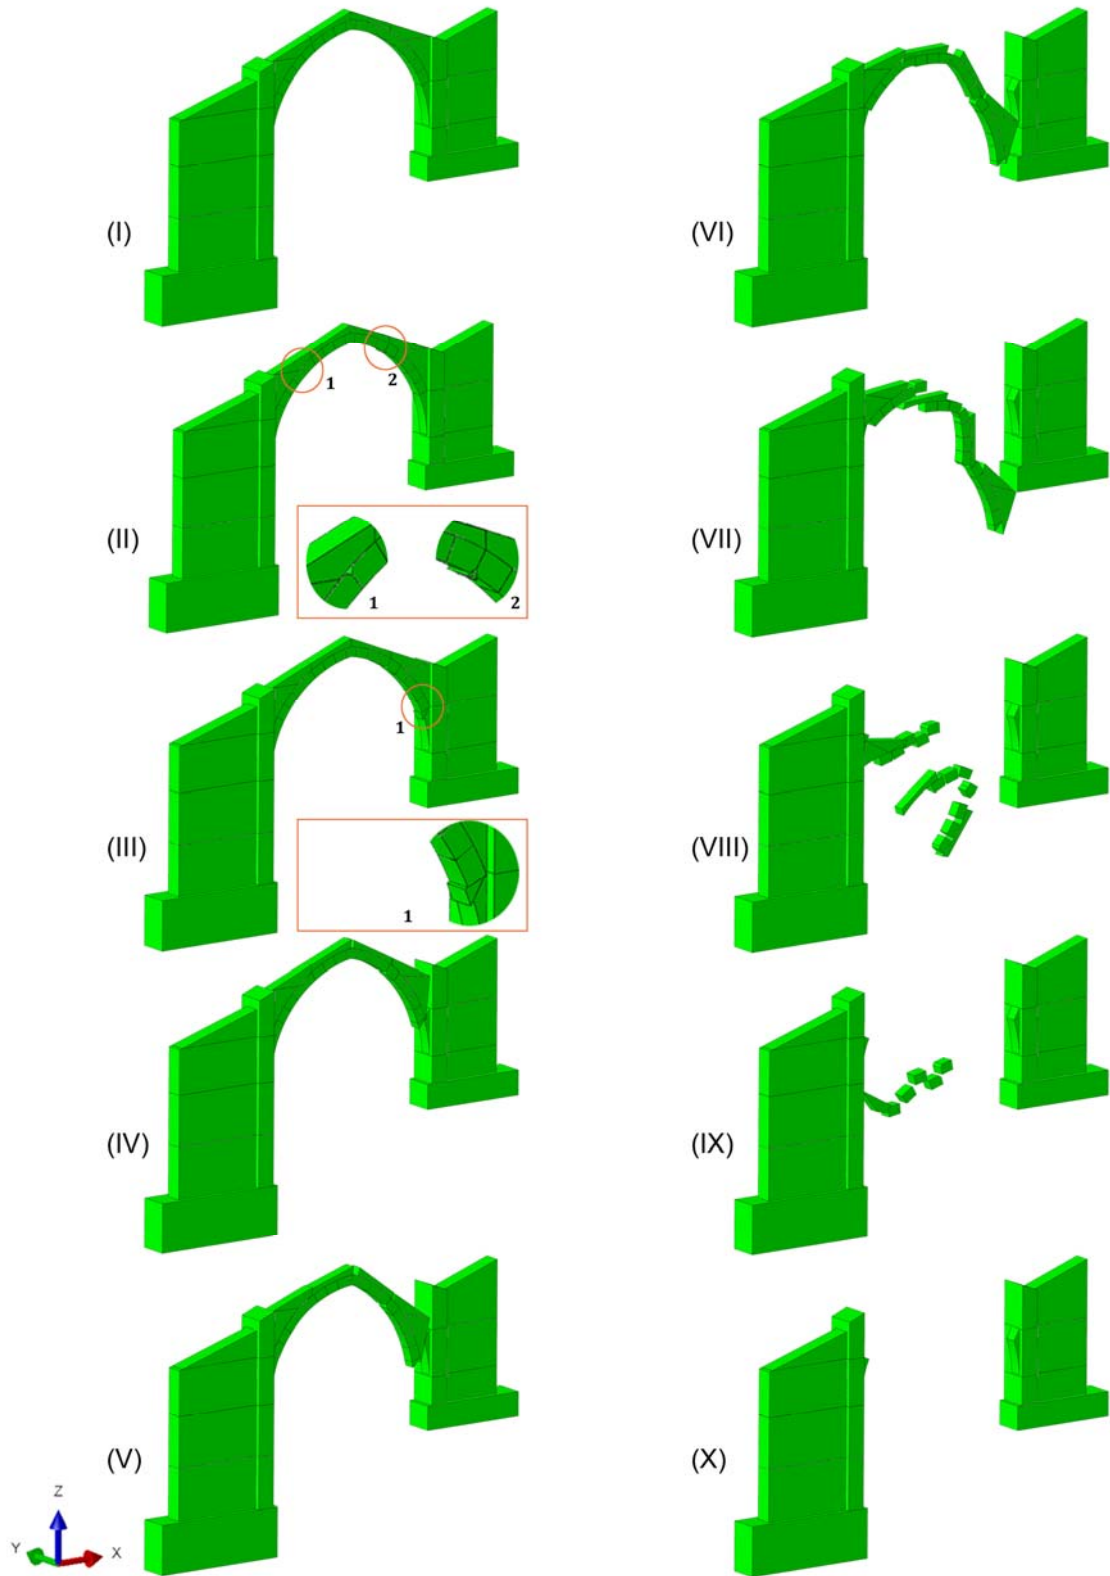 (I)
1
2
(II)
1
2
1
(III)
1
(IV)
(V)
Z
Y
X
(VI)
(VII)
(VIII)
(IX)
(X)